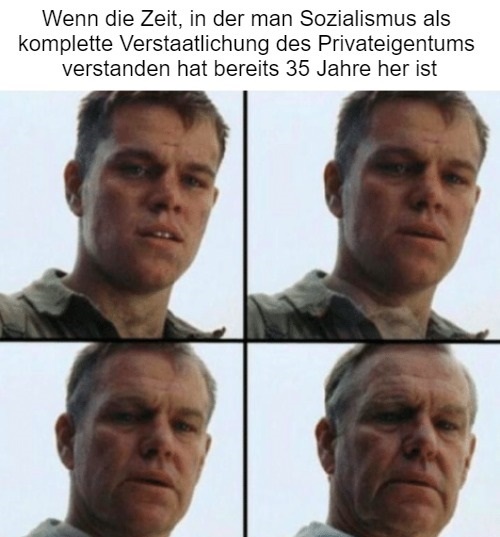 Wenn die Zeit, in der man Sozialismus als
komplette Verstaatlichung des Privateigentums
verstanden hat bereits 35 Jahre her ist